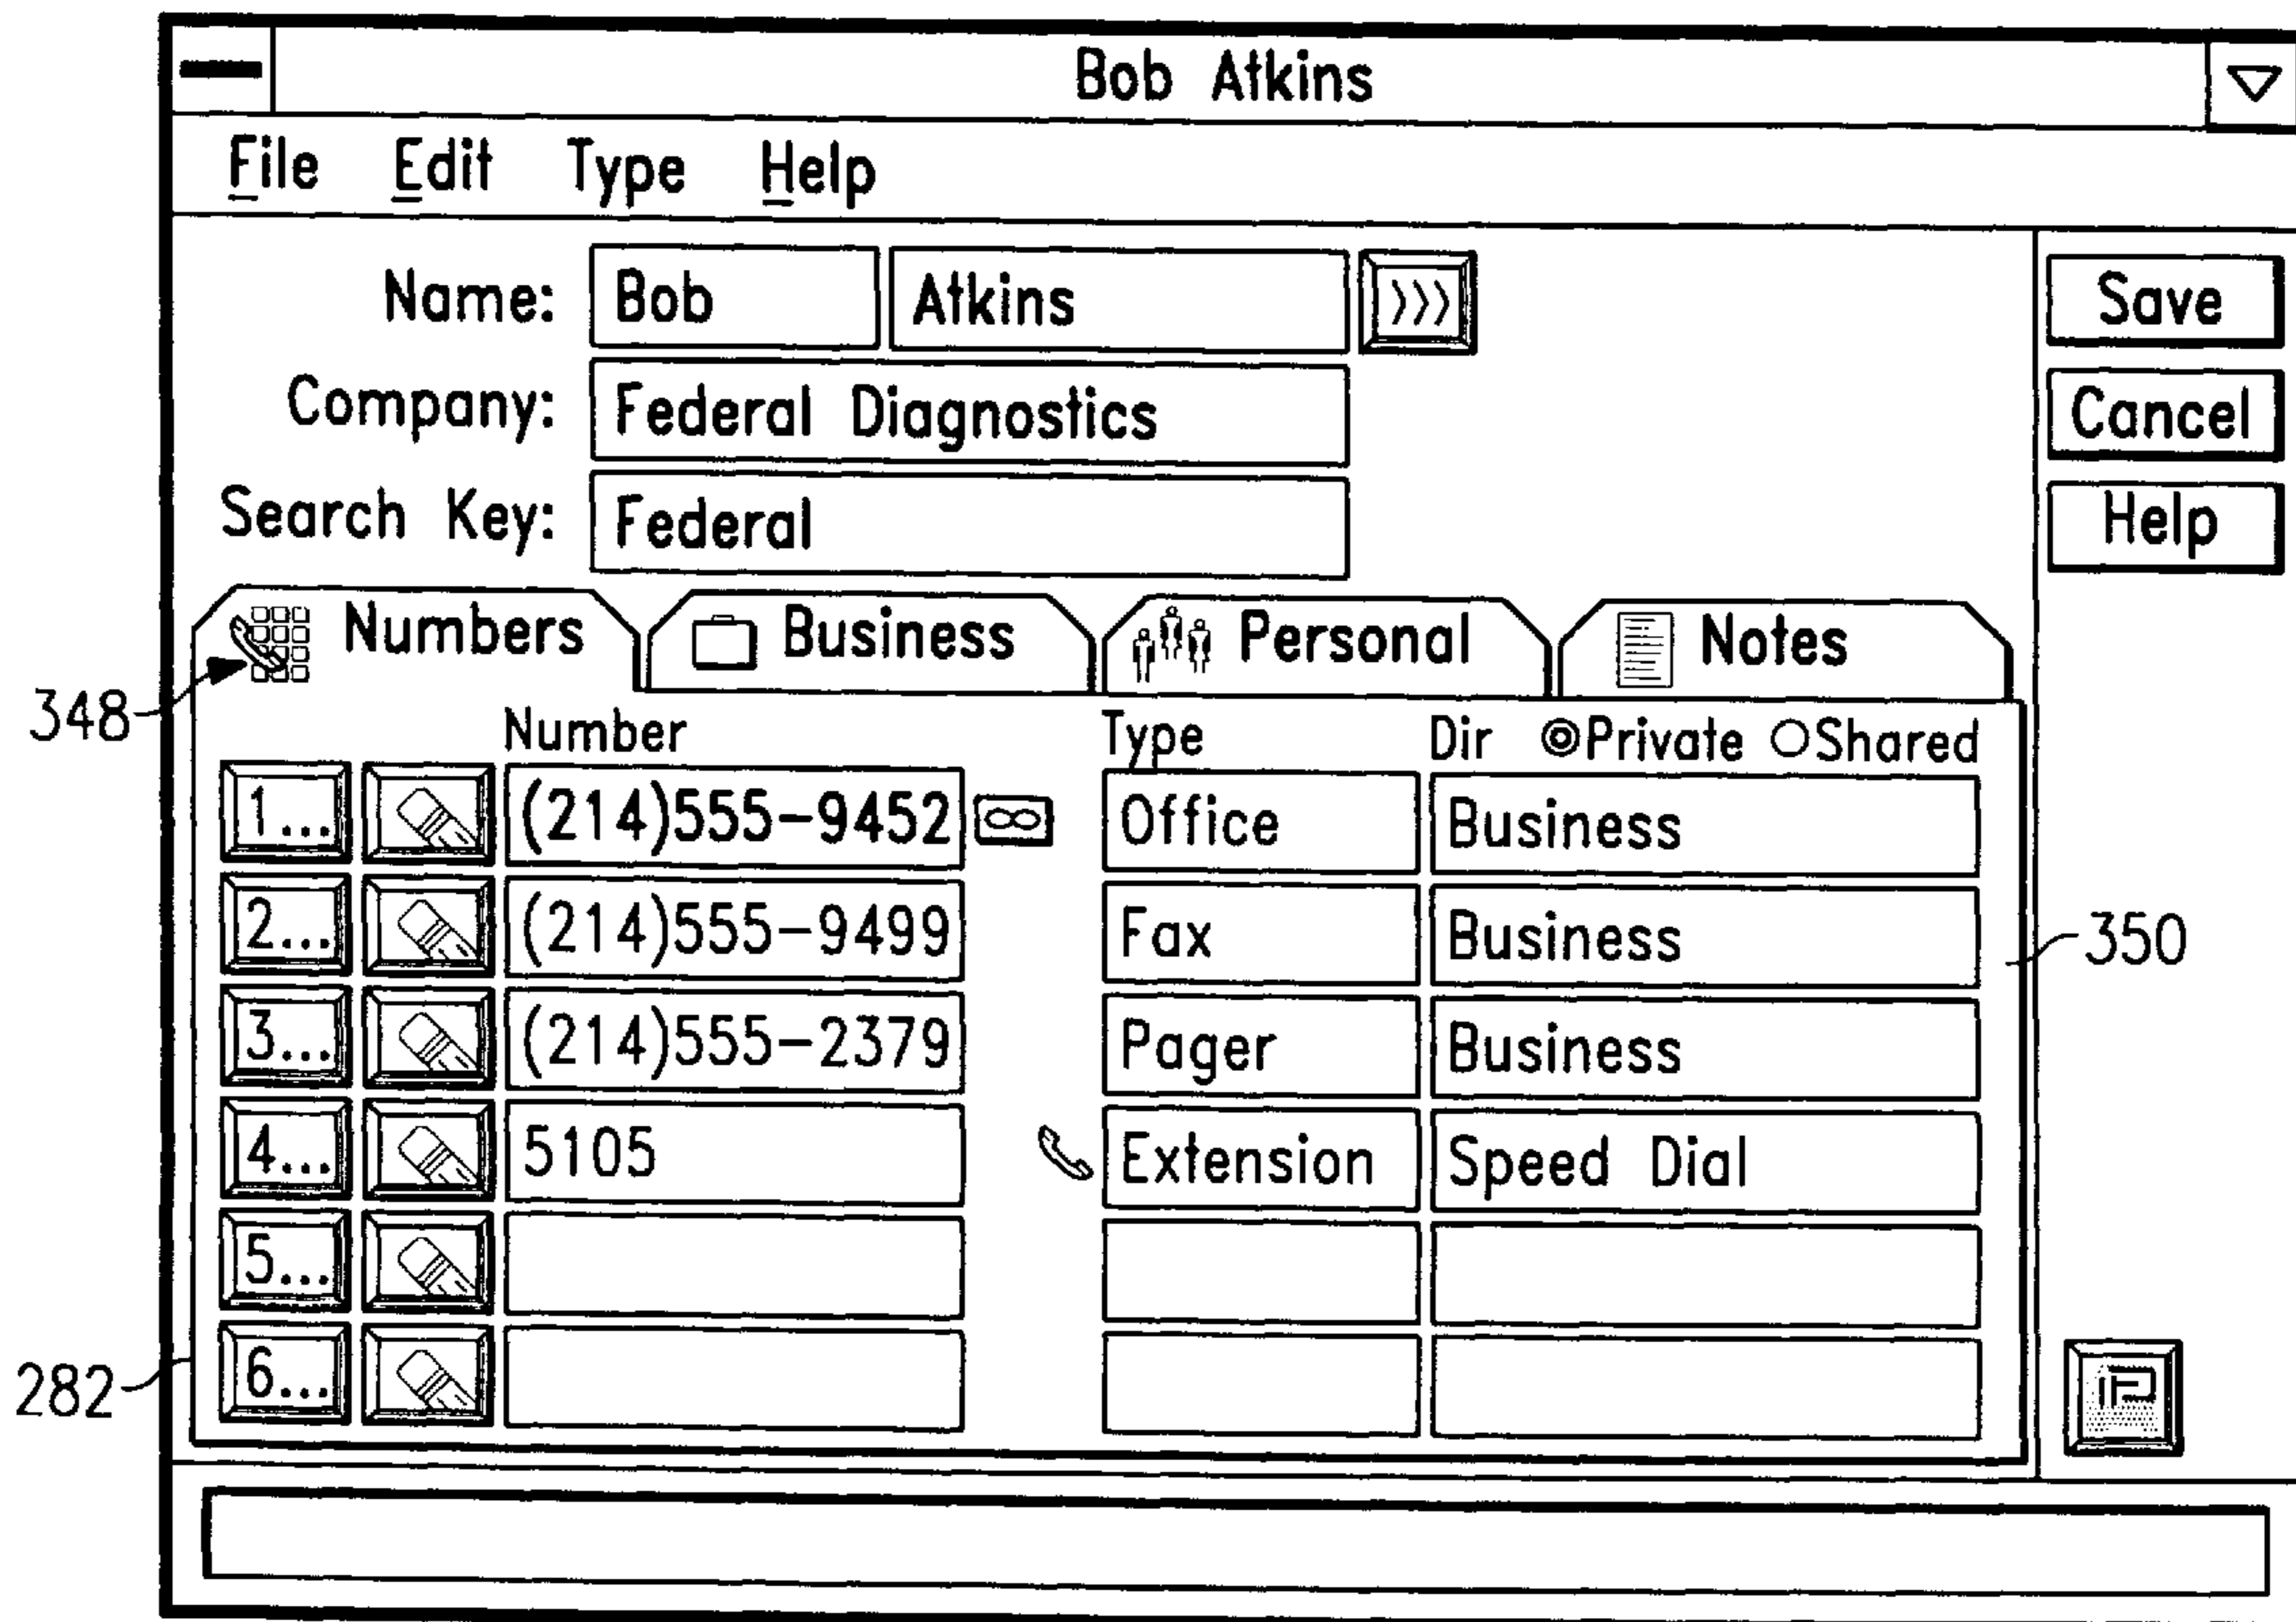 Bob Atkins
File Edit Type Help
Name: Bob Atkins >>> Save
Company: Federal Diagnostics Cancel
Search Key: Federal Help
Numbers Business Personal Notes
348
Number Type Dir Private Shared
1... (214)555-9452 Office Business
2... (214)555-9499 Fax Business
350
3... (214)555-2379 Pager Business
4... 5105 Extension Speed Dial
5...
6...
282